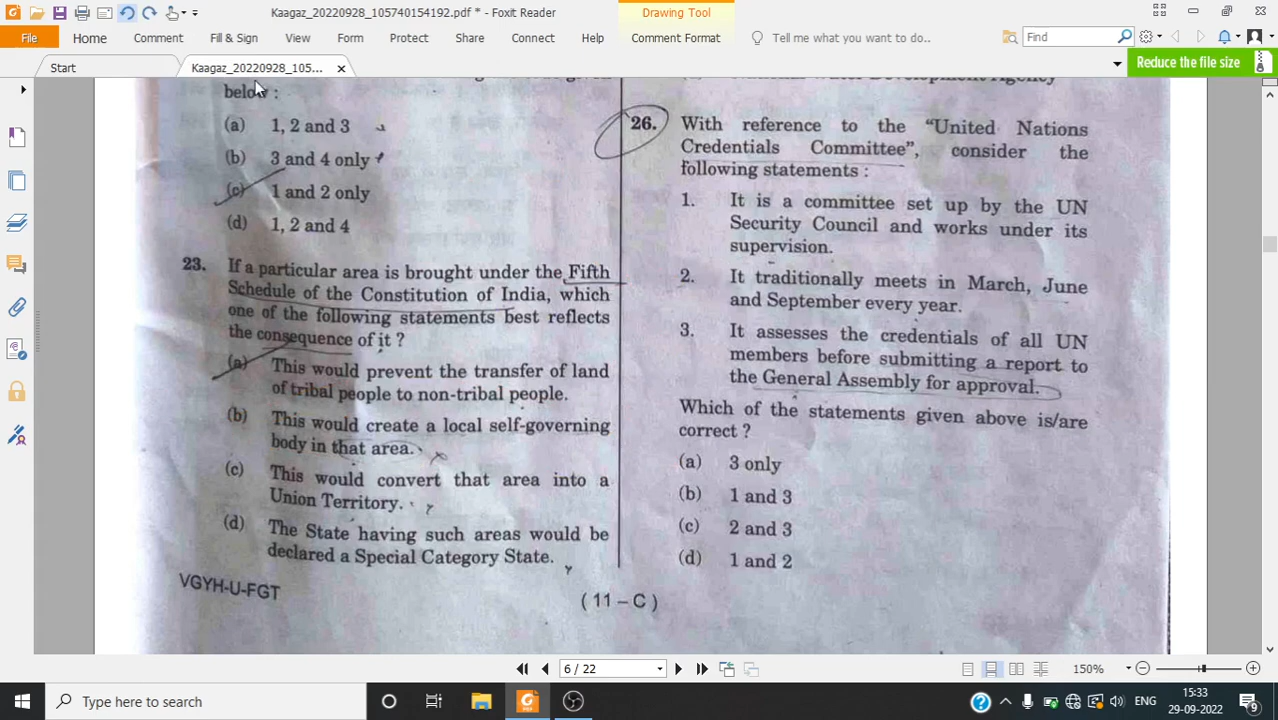 Kaagaz_20220928_105740154192.pdf * - Foxit Reader
Drawing Tool
File
Home
Comment
Fill & Sign
View
Form
Protect
Share
Connect
Help
Comment Format
Tell me what you want to do...
Find
Start
Kaagaz_20220928_105...
Reduce the file size
below :
(a) 1, 2 and 3
(b) 3 and 4 only
(c) 1 and 2 only
(d) 1, 2 and 4
23. If a particular area is brought under the Fifth
Schedule of the Constitution of India, which
one of the following statements best reflects
the consequence of it ?
(a) This would prevent the transfer of land
of tribal people to non-tribal people.
(b) This would create a local self-governing
body in that area.
(c) This would convert that area into a
Union Territory.
(d) The State having such areas would be
declared a Special Category State.
VGYH-U-FGT
26. With reference to the “United Nations
Credentials Committee”, consider the
following statements :
1. It is a committee set up by the UN
Security Council and works under its
supervision.
2. It traditionally meets in March, June
and September every year.
3. It assesses the credentials of all UN
members before submitting a report to
the General Assembly for approval.
Which of the statements given above is/are
correct ?
(a) 3 only
(b) 1 and 3
(c) 2 and 3
(d) 1 and 2
( 11 – C )
6 / 22
150%
Type here to search
ENG
15:33
29-09-2022
9